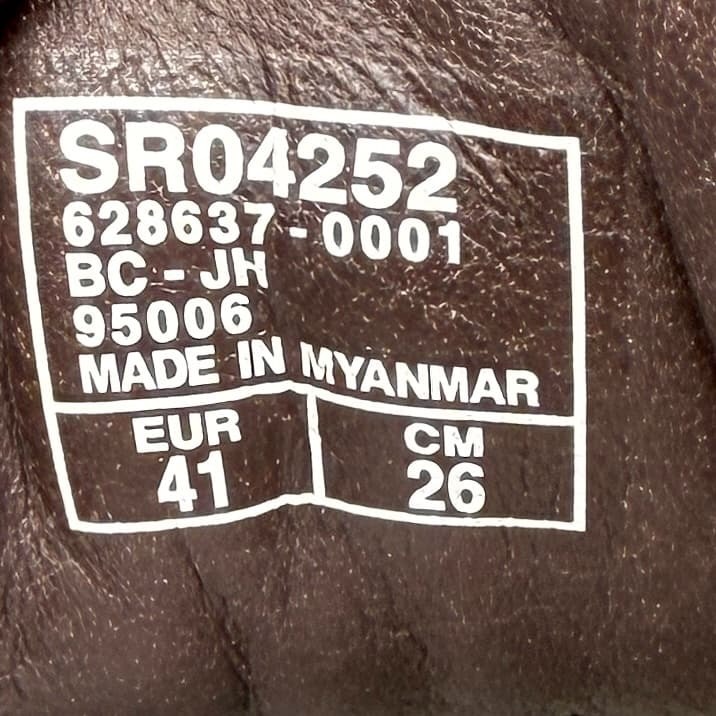 SR04252
628637-0001
BC-JH
95006
MADE IN MYANMAR
EUR CM
41 26